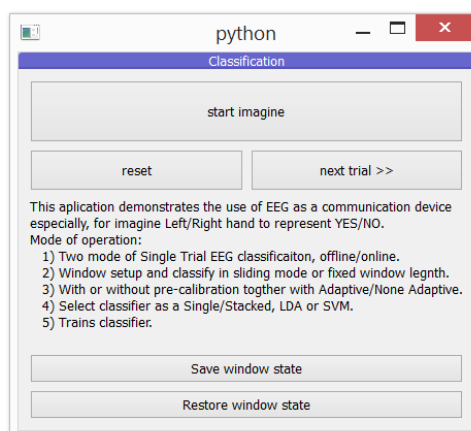 python
Classification
start imagine
reset
next trial >>
This aplication demonstrates the use of EEG as a communication device
especially, for imagine Left/Right hand to represent YES/NO.
Mode of operation:
1) Two mode of Single Trial EEG classificaiton, offline/online.
2) Window setup and classify in sliding mode or fixed window legnth.
3) With or without pre-calibration togther with Adaptive/None Adaptive.
4) Select classifier as a Single/Stacked, LDA or SVM.
5) Trains classifier.
Save window state
Restore window state